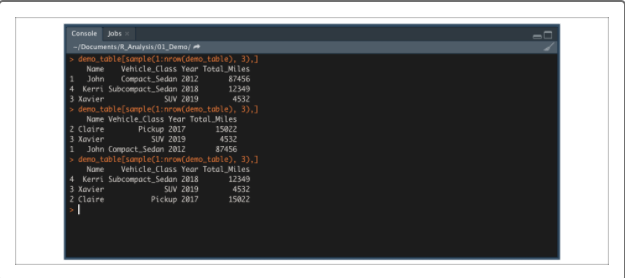 Console Jobs ×
~/Documents/R_Analysis/01_Demo/
> demo_table[sample(1:nrow(demo_table), 3),]
Name Vehicle_Class Year Total_Miles
1 John Compact_Sedan 2012 87456
4 Kerri Subcompact_Sedan 2018 12349
3 Xavier SUV 2019 4532
> demo_table[sample(1:nrow(demo_table), 3),]
Name Vehicle_Class Year Total_Miles
2 Claire Pickup 2017 15022
3 Xavier SUV 2019 4532
1 John Compact_Sedan 2012 87456
> demo_table[sample(1:nrow(demo_table), 3),]
Name Vehicle_Class Year Total_Miles
4 Kerri Subcompact_Sedan 2018 12349
3 Xavier SUV 2019 4532
2 Claire Pickup 2017 15022
>